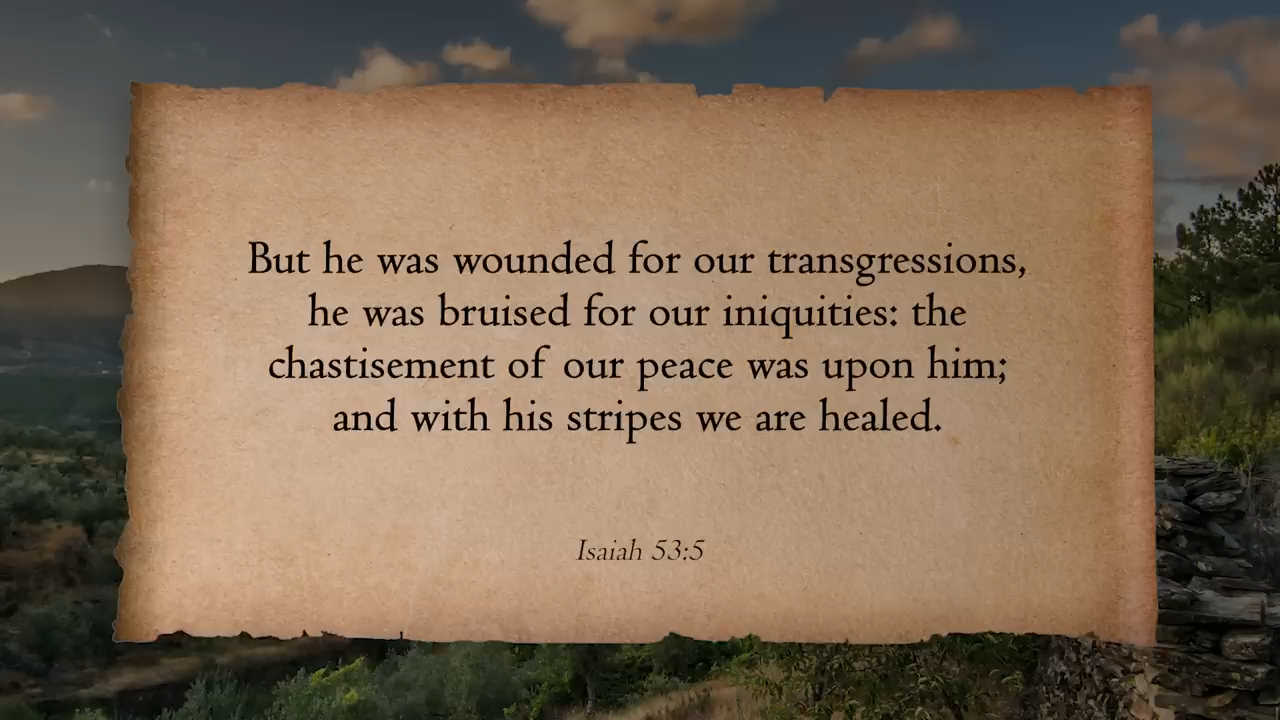 But he was wounded for our transgressions,
he was bruised for our iniquities: the
chastisement of our peace was upon him;
and with his stripes we are healed.
Isaiah 53:5